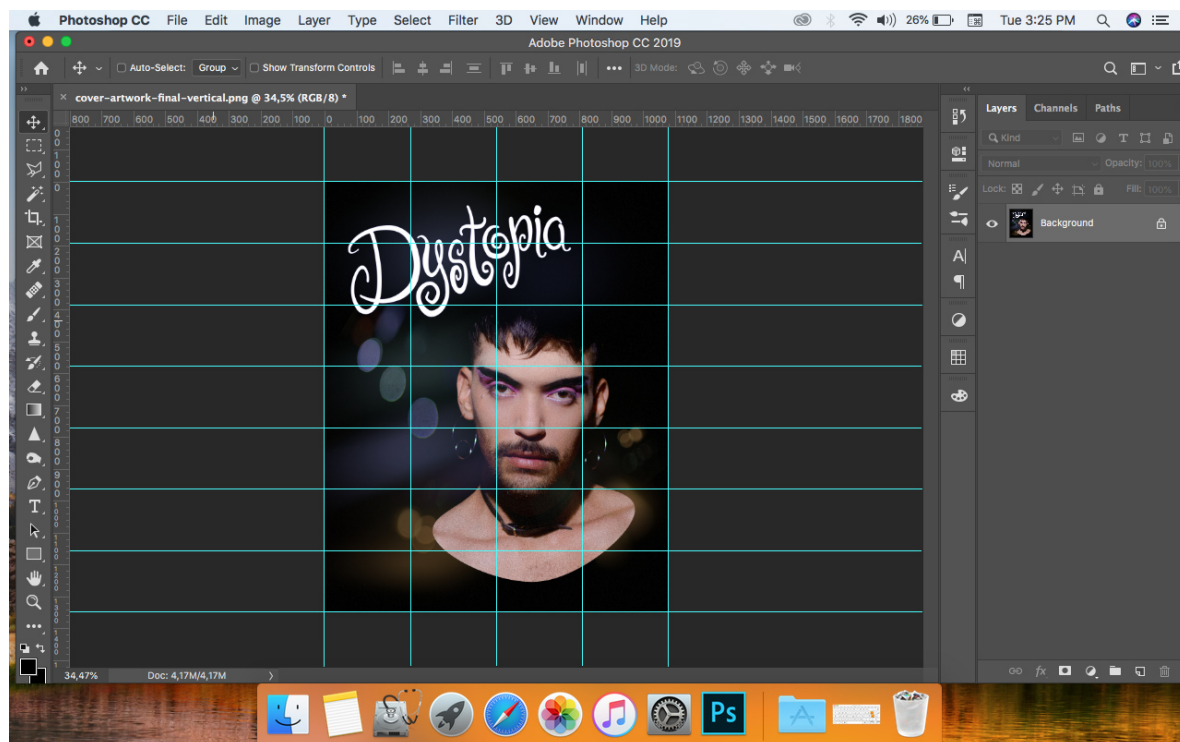 Photoshop CC File Edit Image Layer Type Select Filter 3D View Window Help 26% Tue 3:25 PM
Adobe Photoshop CC 2019
Auto-Select: Group Show Transform Controls 3D Mode:
× cover-artwork-final-vertical.png @ 34,5% (RGB/8) *
800 700 600 500 400 300 200 100 0 100 200 300 400 500 600 700 800 900 1000 1100 1200 1300 1400 1500 1600 1700 1800
Layers Channels Paths
Kind
Normal Opacity: 100%
Lock: Fill: 100%
Background
Dystopia
34,47% Doc: 4,17M/4,17M
Ps